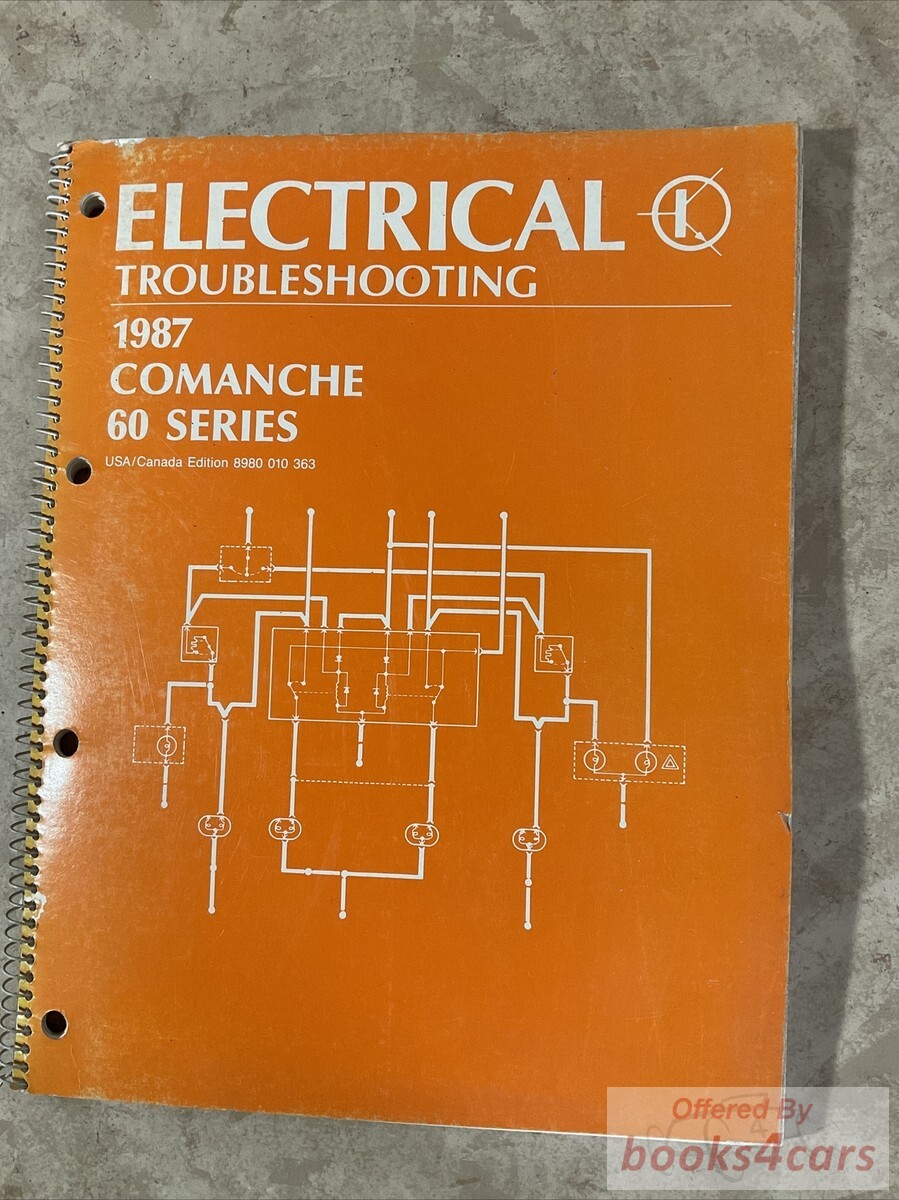 ELECTRICAL
TROUBLESHOOTING
1987
COMANCHE
60 SERIES
USA/Canada Edition 8980 010 363
Offered By
books4cars